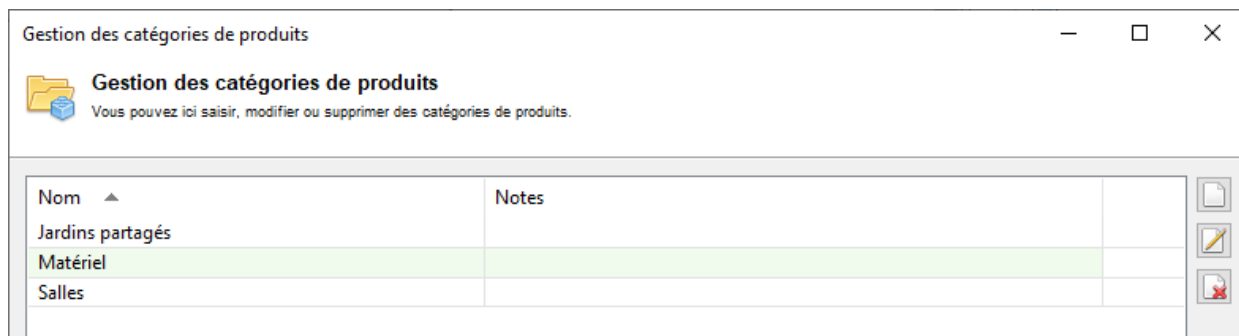 Gestion des catégories de produits
Gestion des catégories de produits
Vous pouvez ici saisir, modifier ou supprimer des catégories de produits.
Nom Notes
Jardins partagés
Matériel
Salles